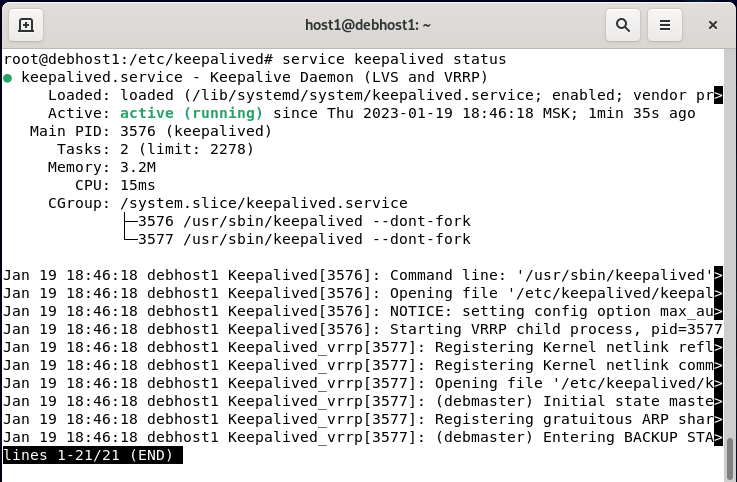 host1@debhost1: ~
root@debhost1:/etc/keepalived# service keepalived status
● keepalived.service - Keepalive Daemon (LVS and VRRP)
     Loaded: loaded (/lib/systemd/system/keepalived.service; enabled; vendor pr>
     Active: active (running) since Thu 2023-01-19 18:46:18 MSK; 1min 35s ago
   Main PID: 3576 (keepalived)
      Tasks: 2 (limit: 2278)
     Memory: 3.2M
        CPU: 15ms
     CGroup: /system.slice/keepalived.service
             ├─3576 /usr/sbin/keepalived --dont-fork
             └─3577 /usr/sbin/keepalived --dont-fork

Jan 19 18:46:18 debhost1 Keepalived[3576]: Command line: '/usr/sbin/keepalived'>
Jan 19 18:46:18 debhost1 Keepalived[3576]: Opening file '/etc/keepalived/keepal>
Jan 19 18:46:18 debhost1 Keepalived[3576]: NOTICE: setting config option max_au>
Jan 19 18:46:18 debhost1 Keepalived[3576]: Starting VRRP child process, pid=3577
Jan 19 18:46:18 debhost1 Keepalived_vrrp[3577]: Registering Kernel netlink refl>
Jan 19 18:46:18 debhost1 Keepalived_vrrp[3577]: Registering Kernel netlink comm>
Jan 19 18:46:18 debhost1 Keepalived_vrrp[3577]: Opening file '/etc/keepalived/k>
Jan 19 18:46:18 debhost1 Keepalived_vrrp[3577]: (debmaster) Initial state maste>
Jan 19 18:46:18 debhost1 Keepalived_vrrp[3577]: Registering gratuitous ARP shar>
Jan 19 18:46:18 debhost1 Keepalived_vrrp[3577]: (debmaster) Entering BACKUP STA>
lines 1-21/21 (END)